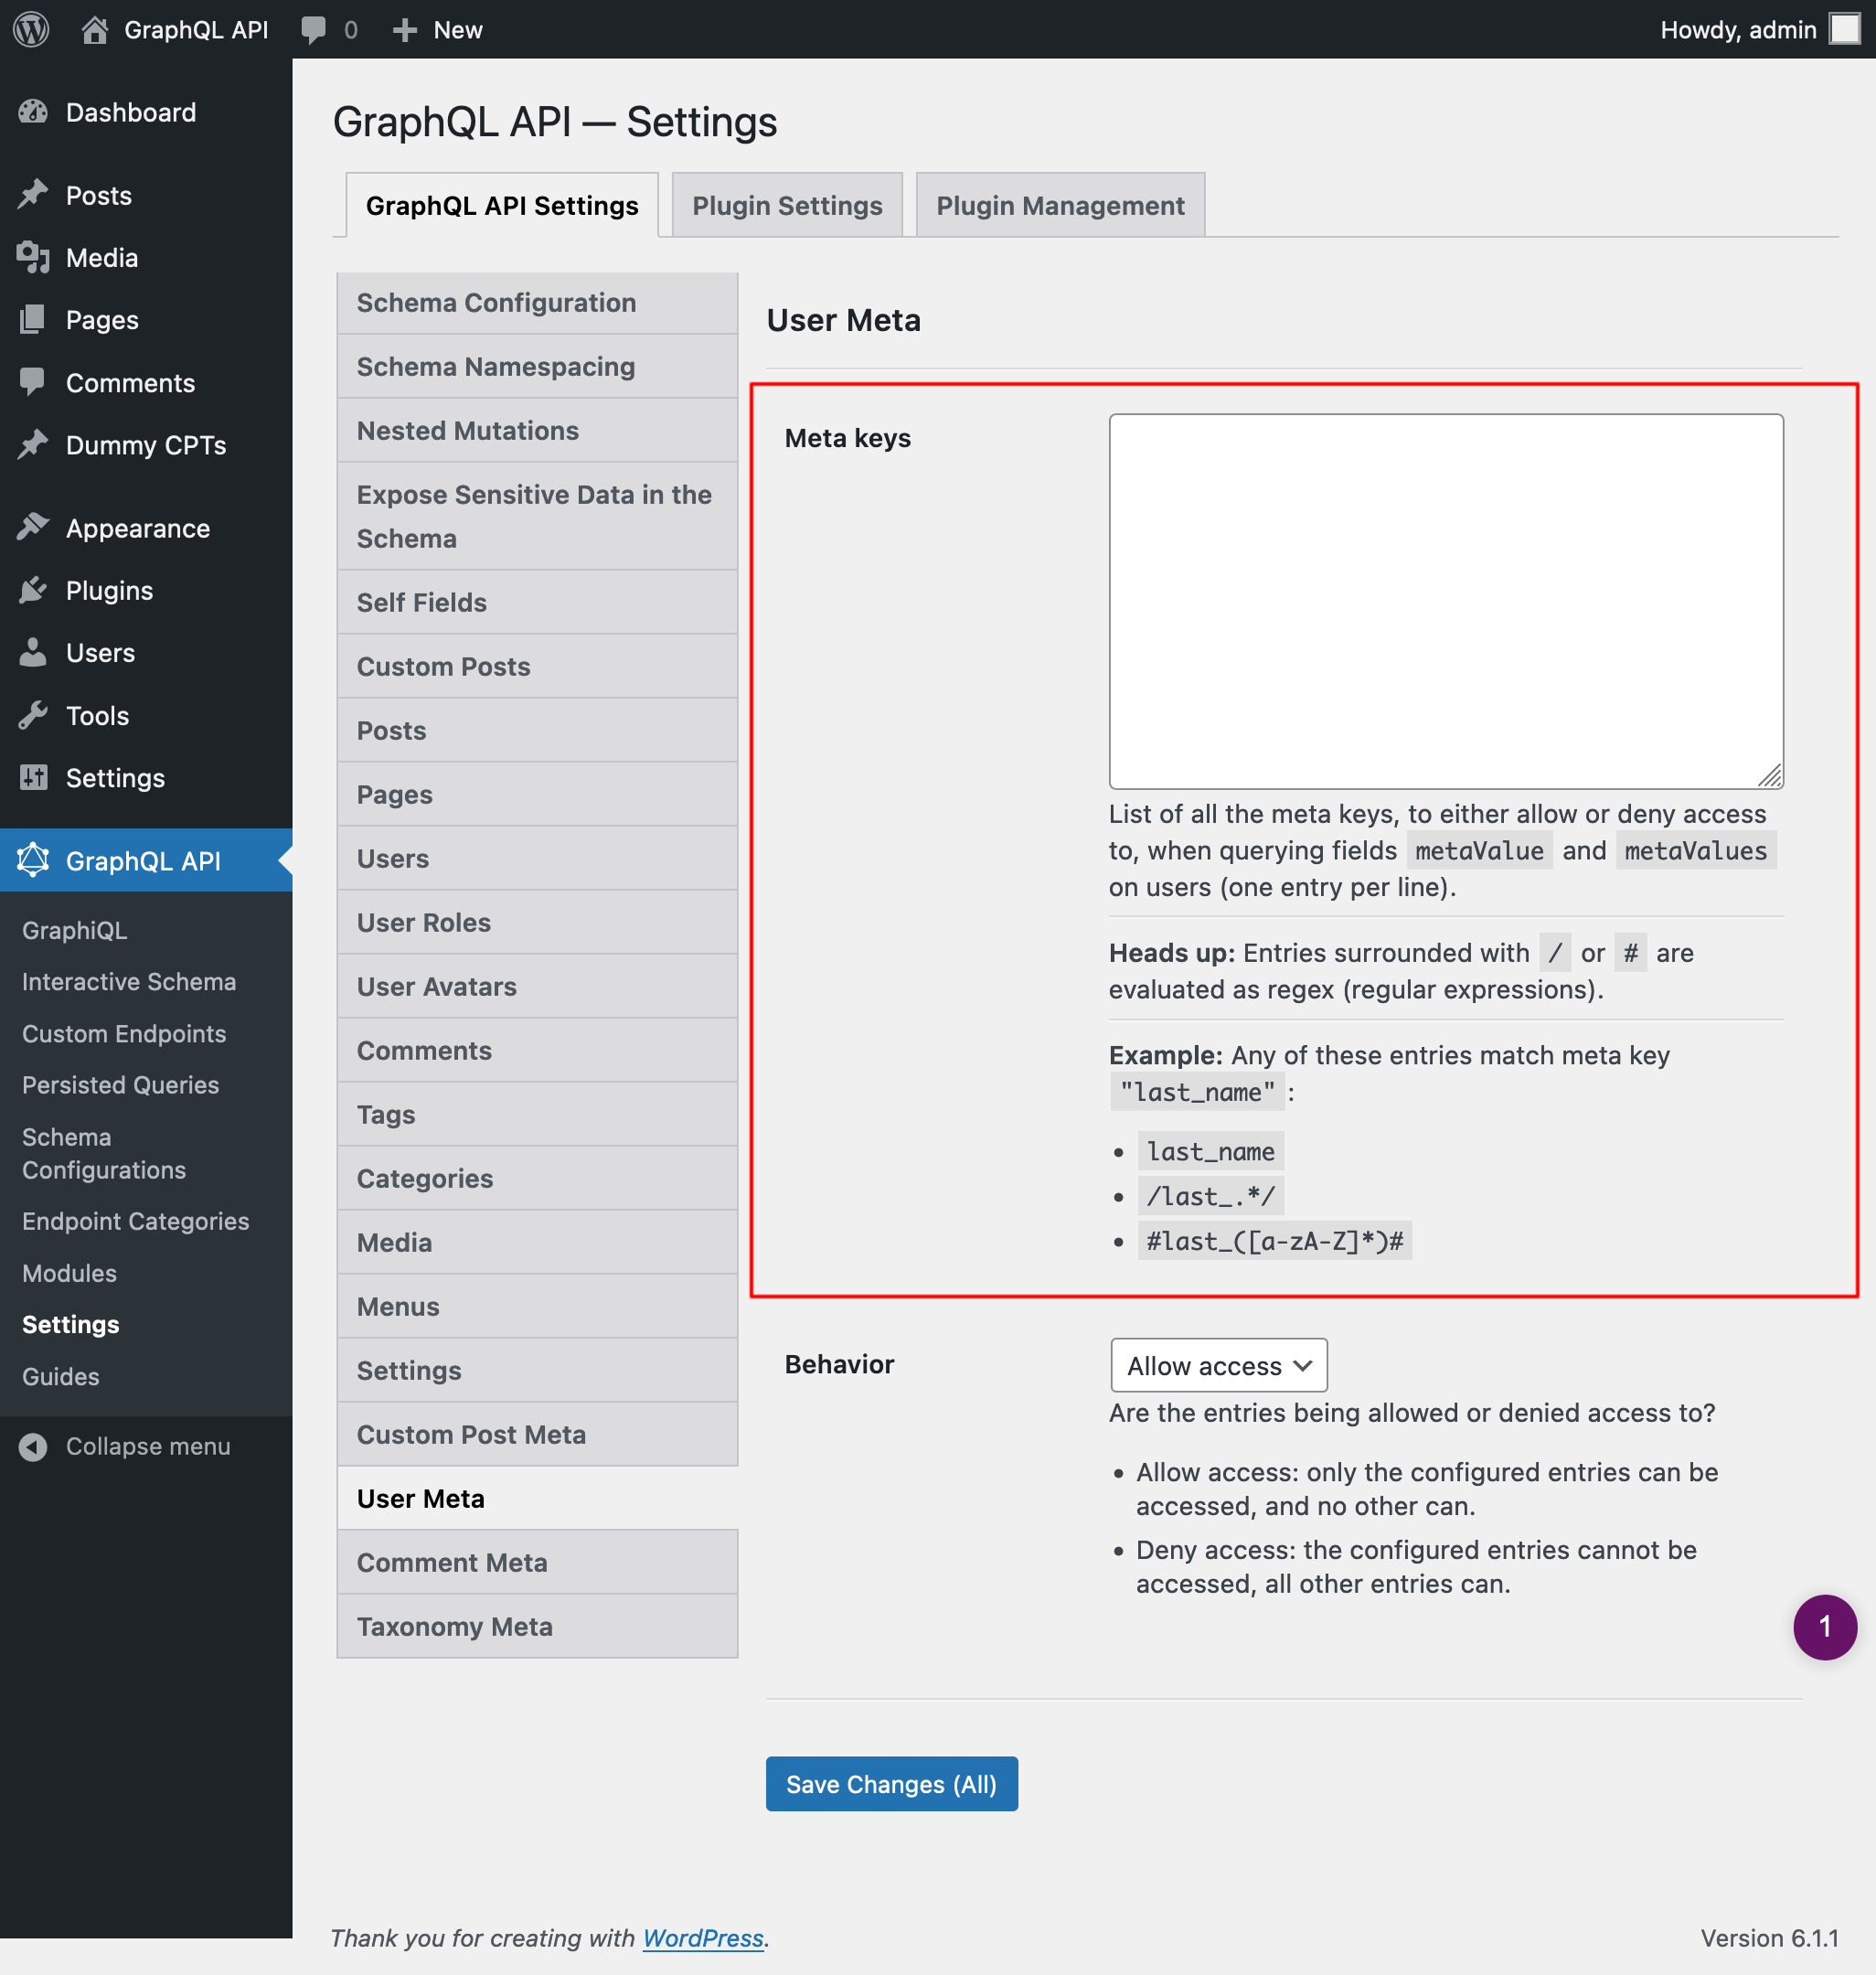 GraphQL API 0 New Howdy, admin
Dashboard
Posts
Media
Pages
Comments
Dummy CPTs
Appearance
Plugins
Users
Tools
Settings
GraphQL API
GraphiQL
Interactive Schema
Custom Endpoints
Persisted Queries
Schema
Configurations
Endpoint Categories
Modules
Settings
Guides
Collapse menu
GraphQL API — Settings
GraphQL API Settings Plugin Settings Plugin Management
Schema Configuration
Schema Namespacing
Nested Mutations
Expose Sensitive Data in the
Schema
Self Fields
Custom Posts
Posts
Pages
Users
User Roles
User Avatars
Comments
Tags
Categories
Media
Menus
Settings
Custom Post Meta
User Meta
Comment Meta
Taxonomy Meta
User Meta
Meta keys
List of all the meta keys, to either allow or deny access
to, when querying fields metaValue and metaValues
on users (one entry per line).
Heads up: Entries surrounded with / or # are
evaluated as regex (regular expressions).
Example: Any of these entries match meta key
"last_name" :
• last_name
• /last_.*/
• #last_([a-zA-Z]*)#
Behavior
Allow access
Are the entries being allowed or denied access to?
• Allow access: only the configured entries can be
accessed, and no other can.
• Deny access: the configured entries cannot be
accessed, all other entries can.
1
Save Changes (All)
Thank you for creating with WordPress.
Version 6.1.1